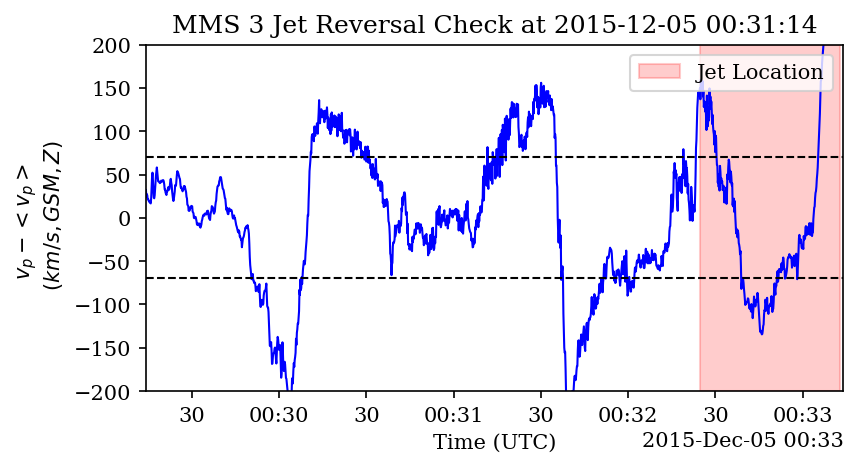 MMS 3 Jet Reversal Check at 2015-12-05 00:31:14
200
150
100
50
0
−50
−100
−150
−200
v_p − < v_p >
(km/s, GSM, Z)
Jet Location
30 00:30 30 00:31 30 00:32 30 00:33
Time (UTC)
2015-Dec-05 00:33